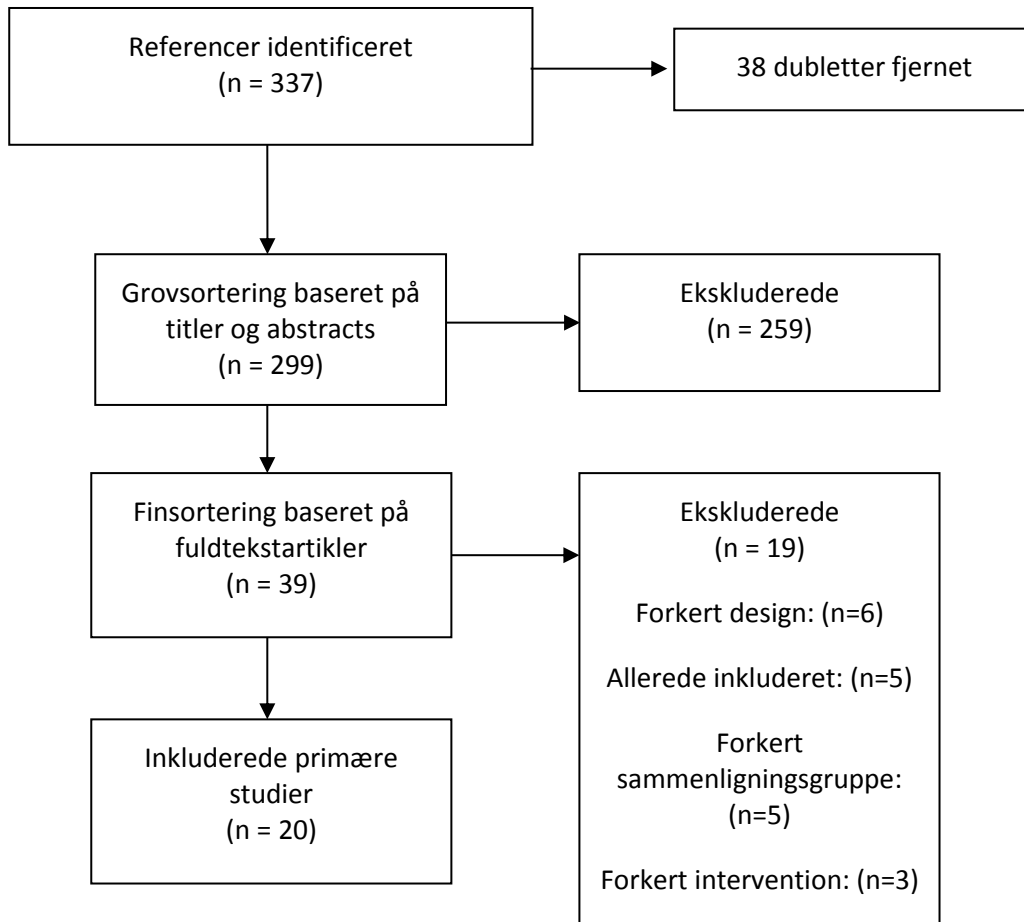 Referencer identificeret
(n = 337)
38 dubletter fjernet
Grovsortering baseret på
titler og abstracts
(n = 299)
Ekskluderede
(n = 259)
Finsortering baseret på
fuldtekstartikler
(n = 39)
Ekskluderede
(n = 19)
Forkert design: (n=6)
Allerede inkluderet: (n=5)
Forkert
sammenligningsgruppe:
(n=5)
Forkert intervention: (n=3)
Inkluderede primære
studier
(n = 20)